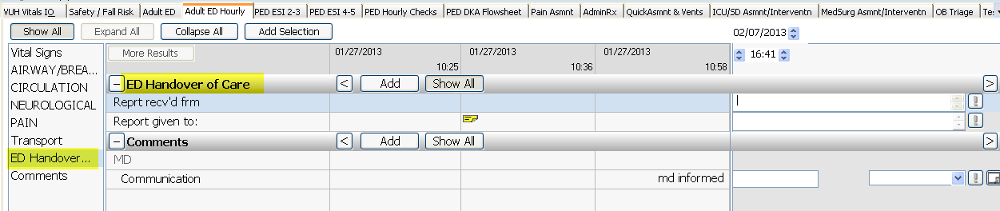 VUH Vitals IO Safety / Fall Risk Adult ED Adult ED Hourly PED ESI 2-3 PED ESI 4-5 PED Hourly Checks PED DKA Flowsheet Pain Asmnt AdminRx QuickAsmnt & Vents ICU/SD Asmnt/Interventn MedSurg Asmnt/Interventn OB Triage
Show All Expand All Collapse All Add Selection 02/07/2013
Vital Signs More Results 01/27/2013 01/27/2013 01/27/2013 16:41
AIRWAY/BREA... 10:25 10:36 10:58
CIRCULATION − ED Handover of Care < Add Show All >
NEUROLOGICAL Reprt recv'd frm
PAIN Report given to:
Transport − Comments < Add Show All >
ED Handover... MD
Comments Communication md informed